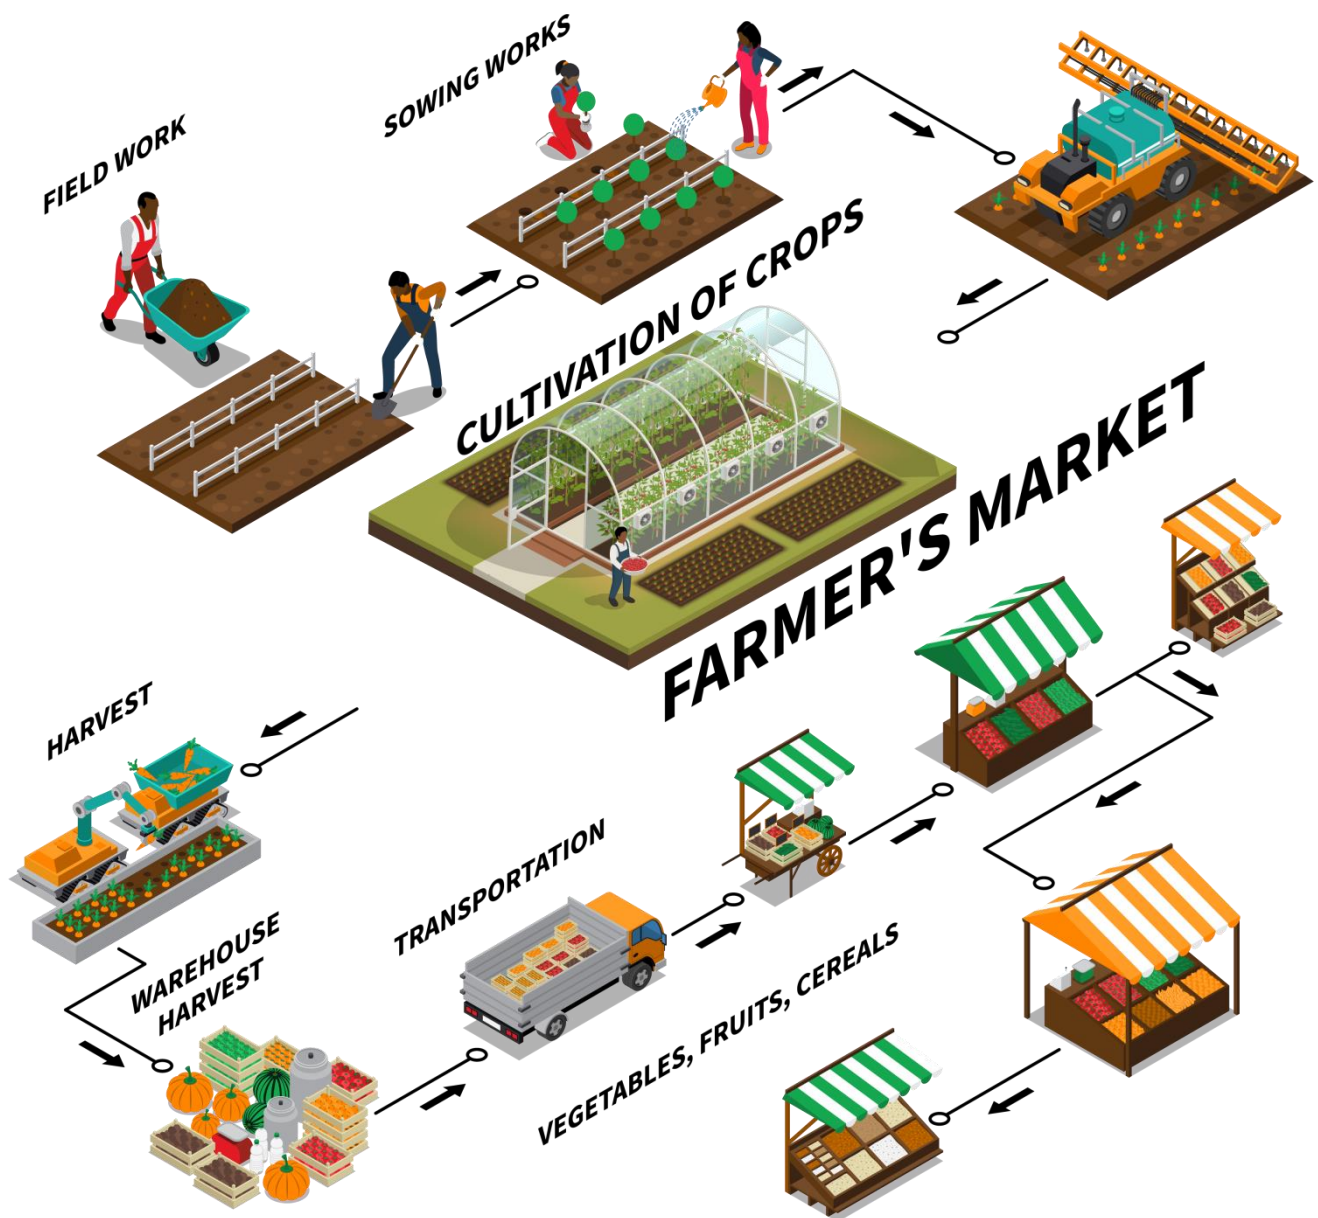 FIELD WORK
SOWING WORKS
CULTIVATION OF CROPS
FARMER'S MARKET
HARVEST
WAREHOUSE
HARVEST
TRANSPORTATION
VEGETABLES, FRUITS, CEREALS